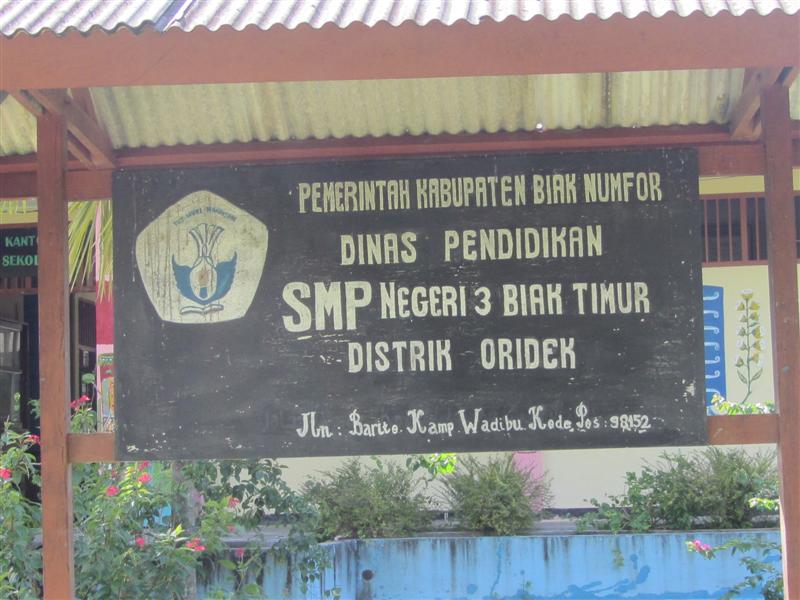 PEMERINTAH KABUPATEN BIAK NUMFOR
DINAS PENDIDIKAN
SMP NEGERI 3 BIAK TIMUR
DISTRIK ORIDEK
Jln : Barito. Kamp Wadibu. Kode Pos : 98152